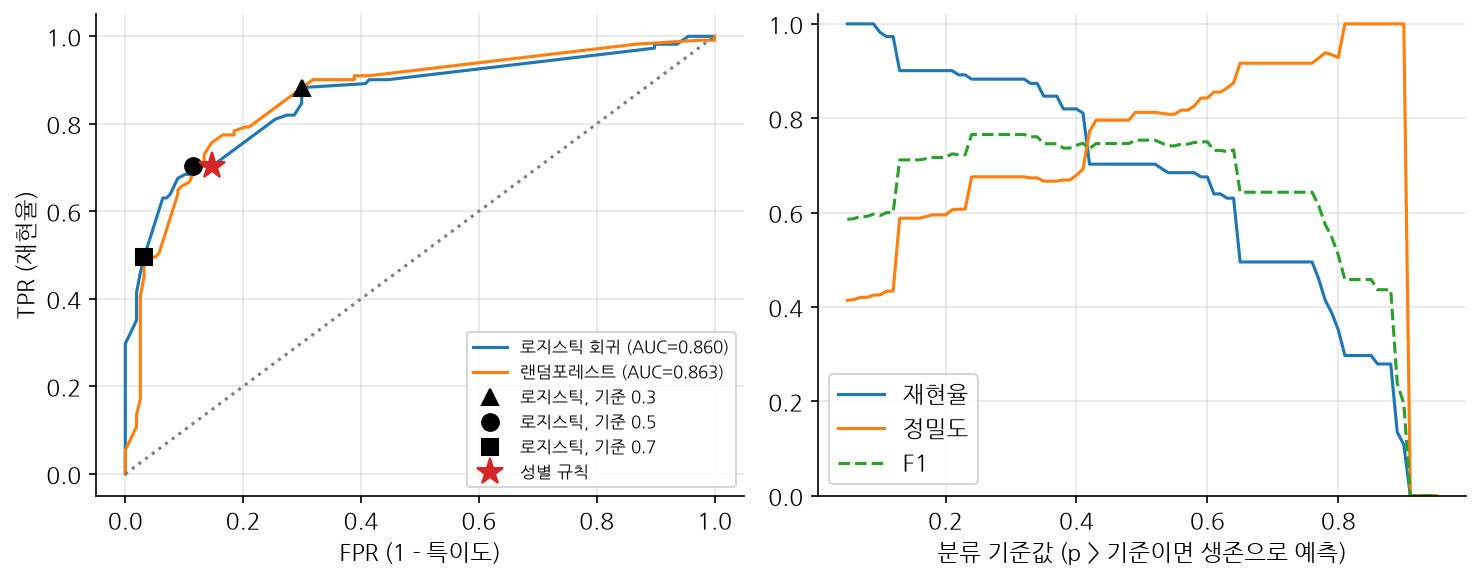 1.0
0.8
0.6
0.4
0.2
0.0
TPR (재현율)
0.0 0.2 0.4 0.6 0.8 1.0
FPR (1 - 특이도)
로지스틱 회귀 (AUC=0.860)
랜덤포레스트 (AUC=0.863)
로지스틱, 기준 0.3
로지스틱, 기준 0.5
로지스틱, 기준 0.7
성별 규칙
1.0
0.8
0.6
0.4
0.2
0.0
재현율
정밀도
F1
0.2 0.4 0.6 0.8
분류 기준값 (p > 기준이면 생존으로 예측)